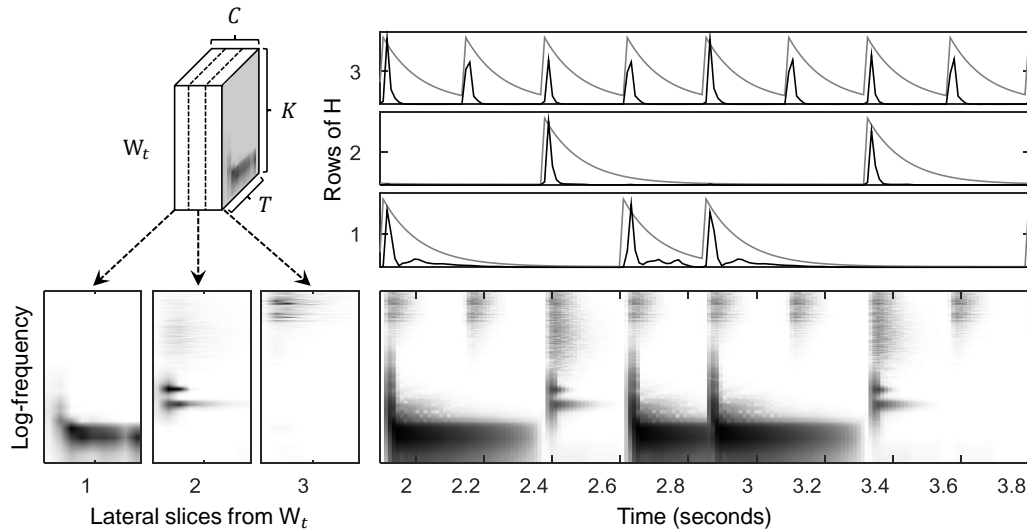 C
K
W_t
T
Rows of H
3
2
1
Log-frequency
1 2 3
Lateral slices from W_t
2 2.2 2.4 2.6 2.8 3 3.2 3.4 3.6 3.8
Time (seconds)